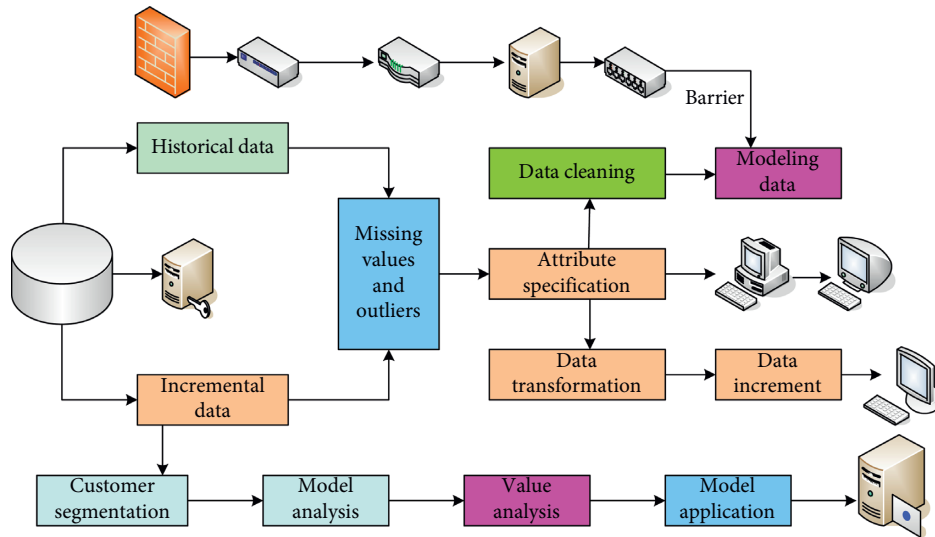 Barrier
Historical data
Data cleaning
Modeling
data
Missing
values
and
outliers
Attribute
specification
Incremental
data
Data
transformation
Data
increment
Customer
segmentation
Model
analysis
Value
analysis
Model
application